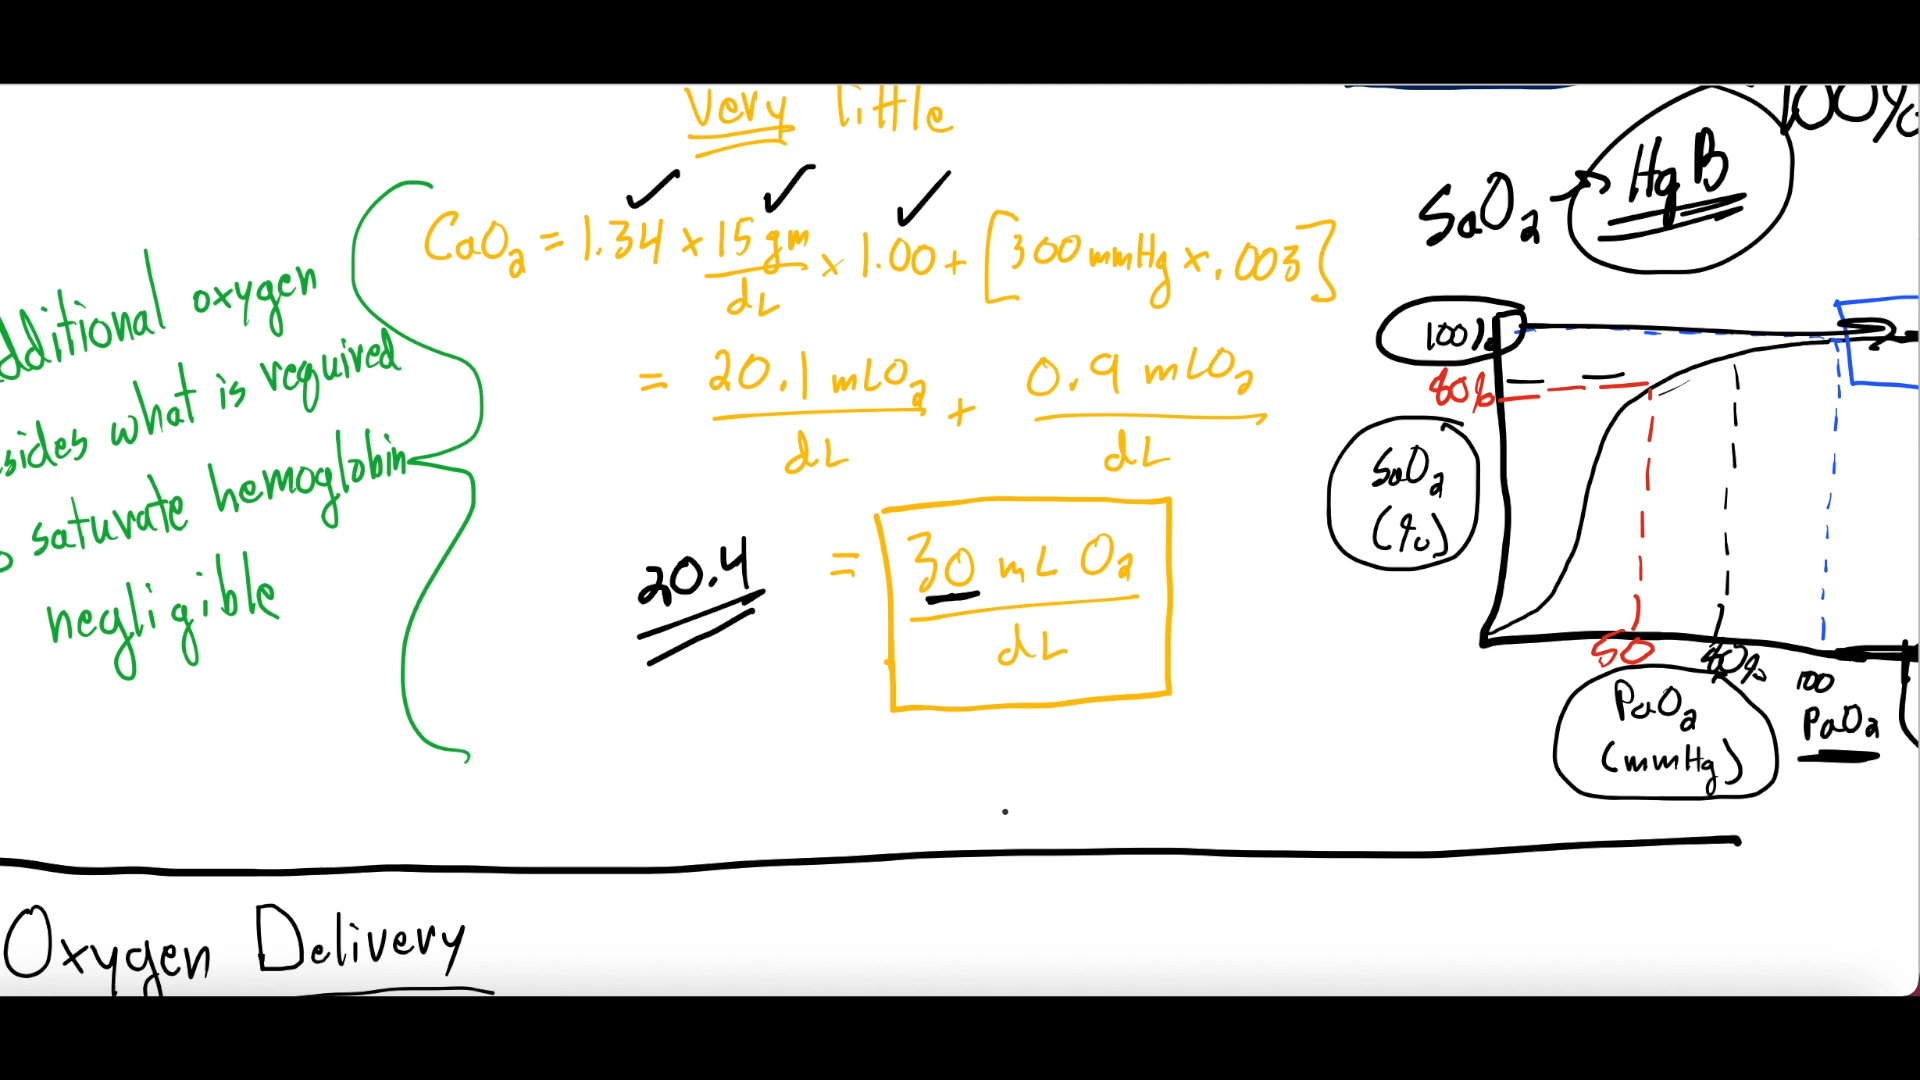 Very little
CaO2 = 1.34 x 15 gm/dL x 1.00 + [300 mmHg x .003]
= 20.1 mLO2/dL + 0.9 mLO2/dL
= 30 mL O2/dL
20.4
dditional oxygen
sides what is required
o saturate hemoglobin
negligible
100%
SaO2 → HgB
100%
80%
SaO2
(%)
50
80%
100
PaO2
PaO2
(mmHg)
Oxygen Delivery